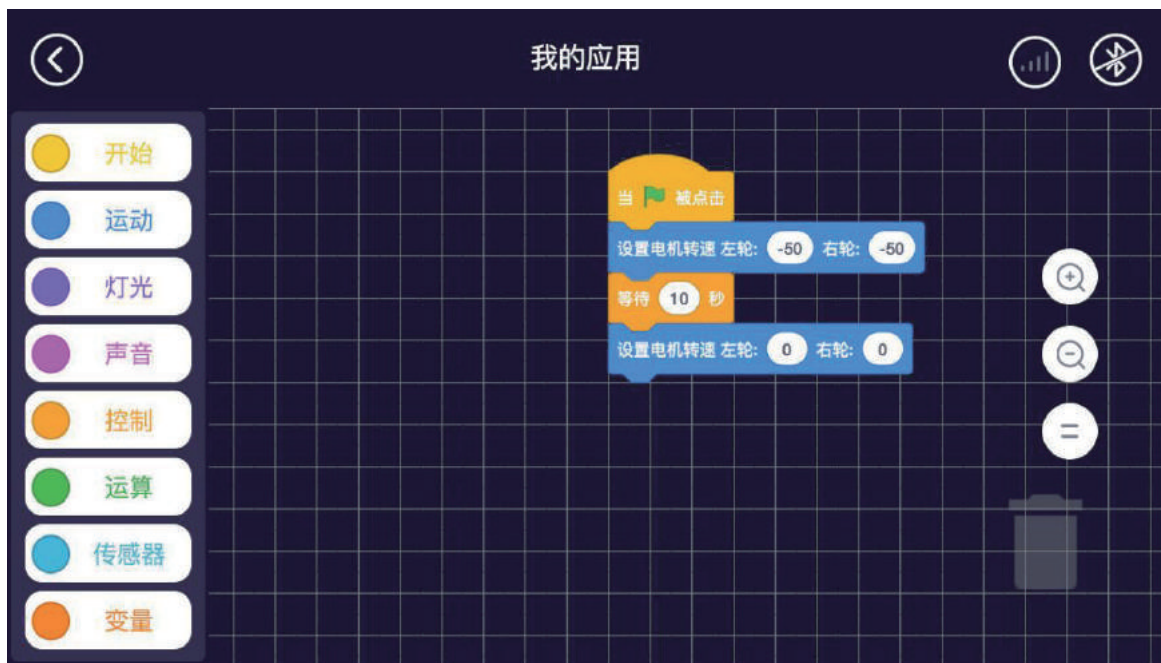 我的应用
开始
运动
灯光
声音
控制
运算
传感器
变量
当 被点击
设置电机转速 左轮: -50 右轮: -50
等待 10 秒
设置电机转速 左轮: 0 右轮: 0